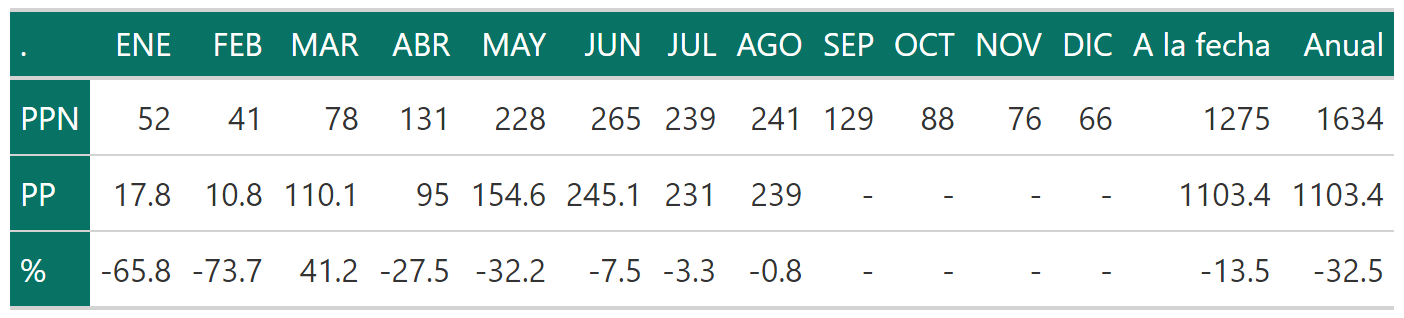 . ENE FEB MAR ABR MAY JUN JUL AGO SEP OCT NOV DIC A la fecha Anual
PPN 52 41 78 131 228 265 239 241 129 88 76 66 1275 1634
PP 17.8 10.8 110.1 95 154.6 245.1 231 239 - - - - 1103.4 1103.4
% -65.8 -73.7 41.2 -27.5 -32.2 -7.5 -3.3 -0.8 - - - - -13.5 -32.5